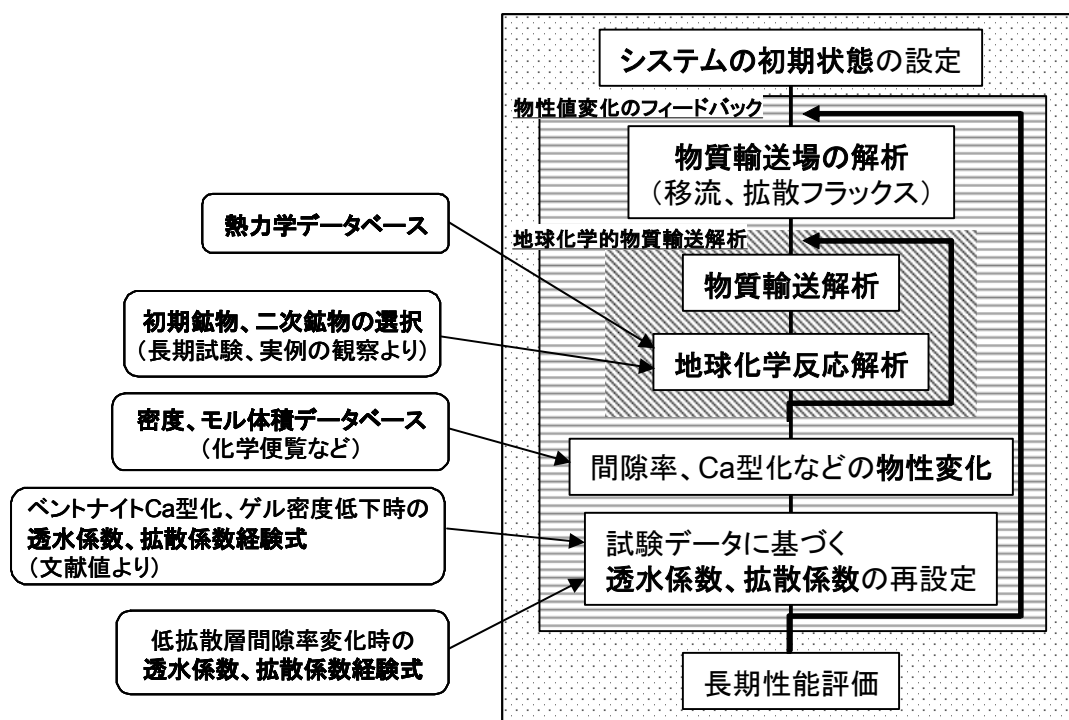 システムの初期状態の設定
物性値変化のフィードバック
物質輸送場の解析
（移流、拡散フラックス）
熱力学データベース
地球化学的物質輸送解析
物質輸送解析
初期鉱物、二次鉱物の選択
（長期試験、実例の観察より）
地球化学反応解析
密度、モル体積データベース
（化学便覧など）
間隙率、Ca型化などの物性変化
ベントナイトCa型化、ゲル密度低下時の
透水係数、拡散係数経験式
（文献値より）
試験データに基づく
透水係数、拡散係数の再設定
低拡散層間隙率変化時の
透水係数、拡散係数経験式
長期性能評価